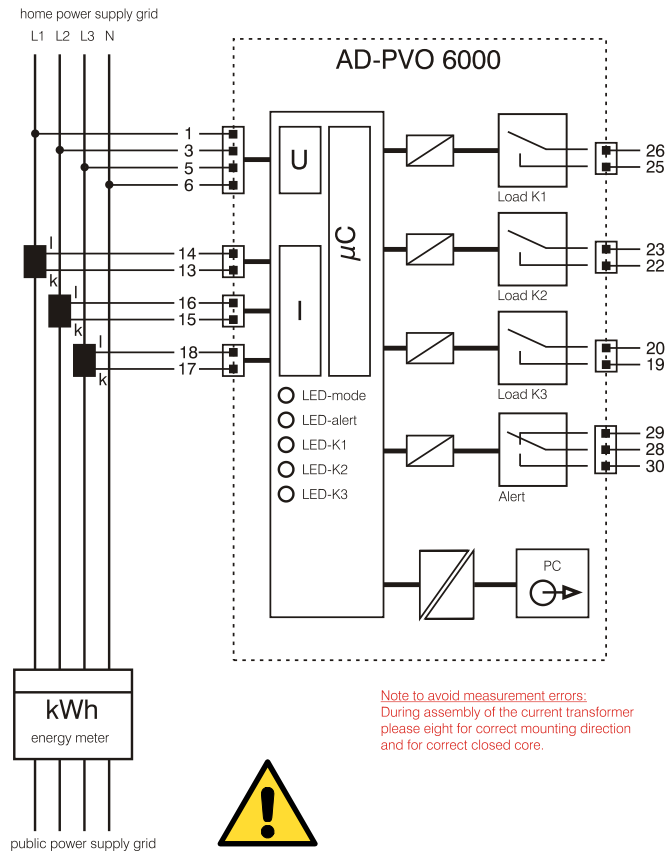 home power supply grid
L1 L2 L3 N
AD-PVO 6000
1
3
5
6
U
µC
26
25
Load K1
l
14
13
k
I
23
22
Load K2
l
16
15
k
l
18
17
k
20
19
Load K3
LED-mode
LED-alert
LED-K1
LED-K2
LED-K3
29
28
30
Alert
PC
kWh
energy meter
Note to avoid measurement errors:
During assembly of the current transformer
please eight for correct mounting direction
and for correct closed core.
!
public power supply grid